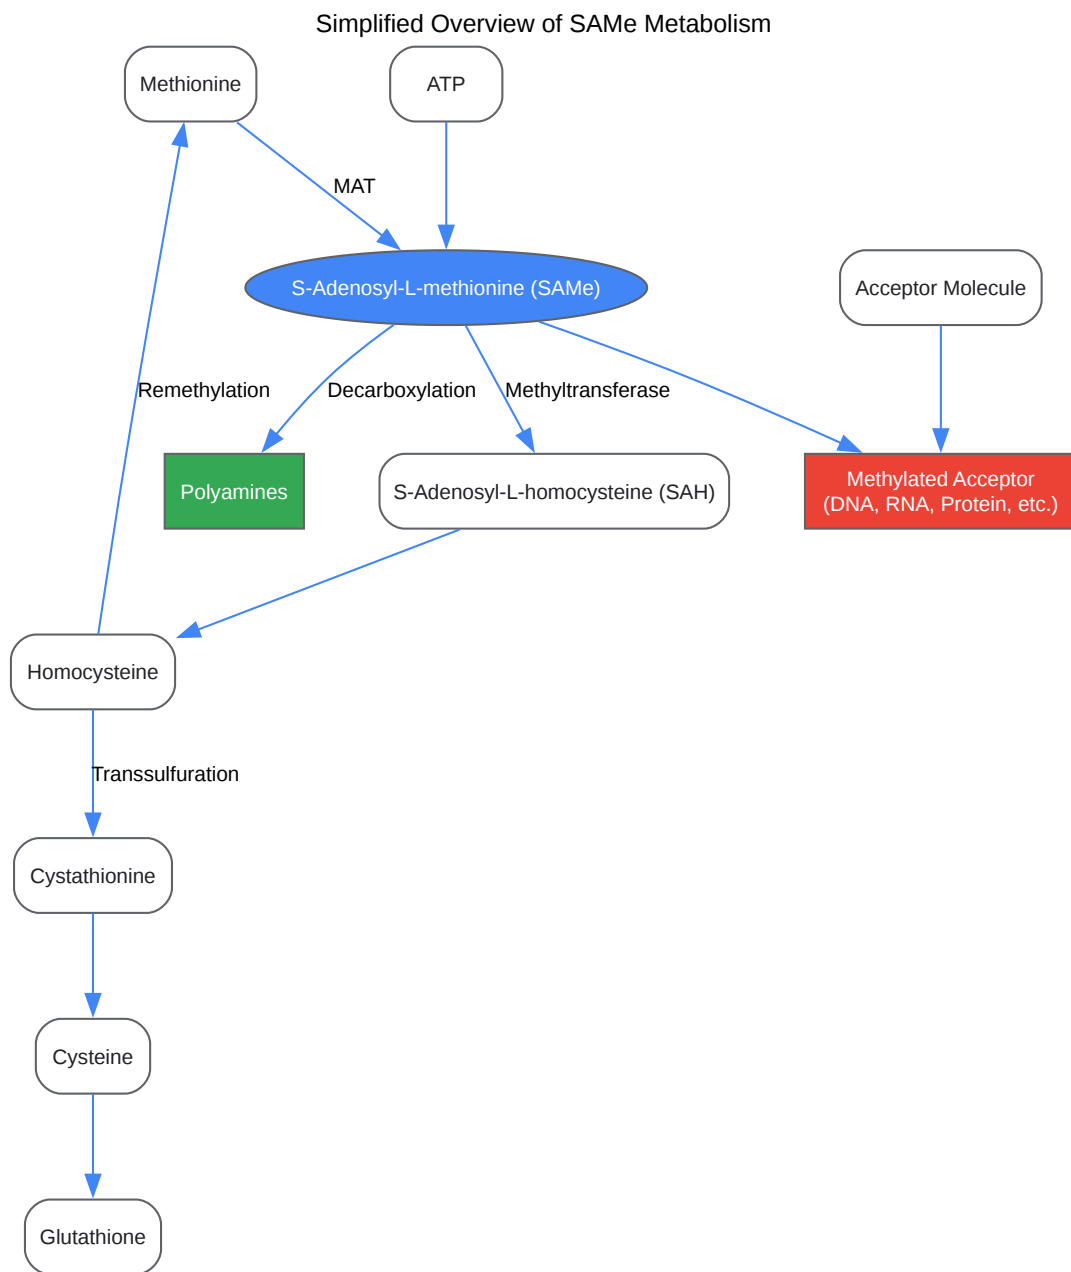 Simplified Overview of SAMe Metabolism
Methionine
ATP
MAT
S-Adenosyl-L-methionine (SAMe)
Acceptor Molecule
Remethylation
Decarboxylation
Methyltransferase
Polyamines
S-Adenosyl-L-homocysteine (SAH)
Methylated Acceptor
(DNA, RNA, Protein, etc.)
Homocysteine
Transsulfuration
Cystathionine
Cysteine
Glutathione